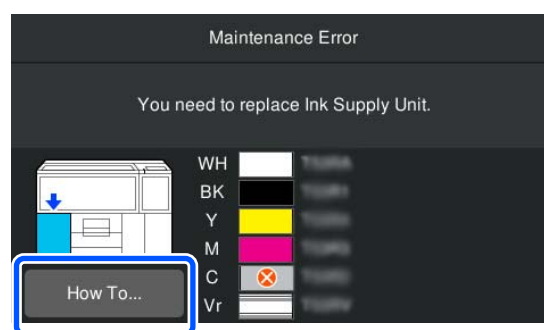 Maintenance Error
You need to replace Ink Supply Unit.
WH
BK
Y
M
C
Vr
How To...